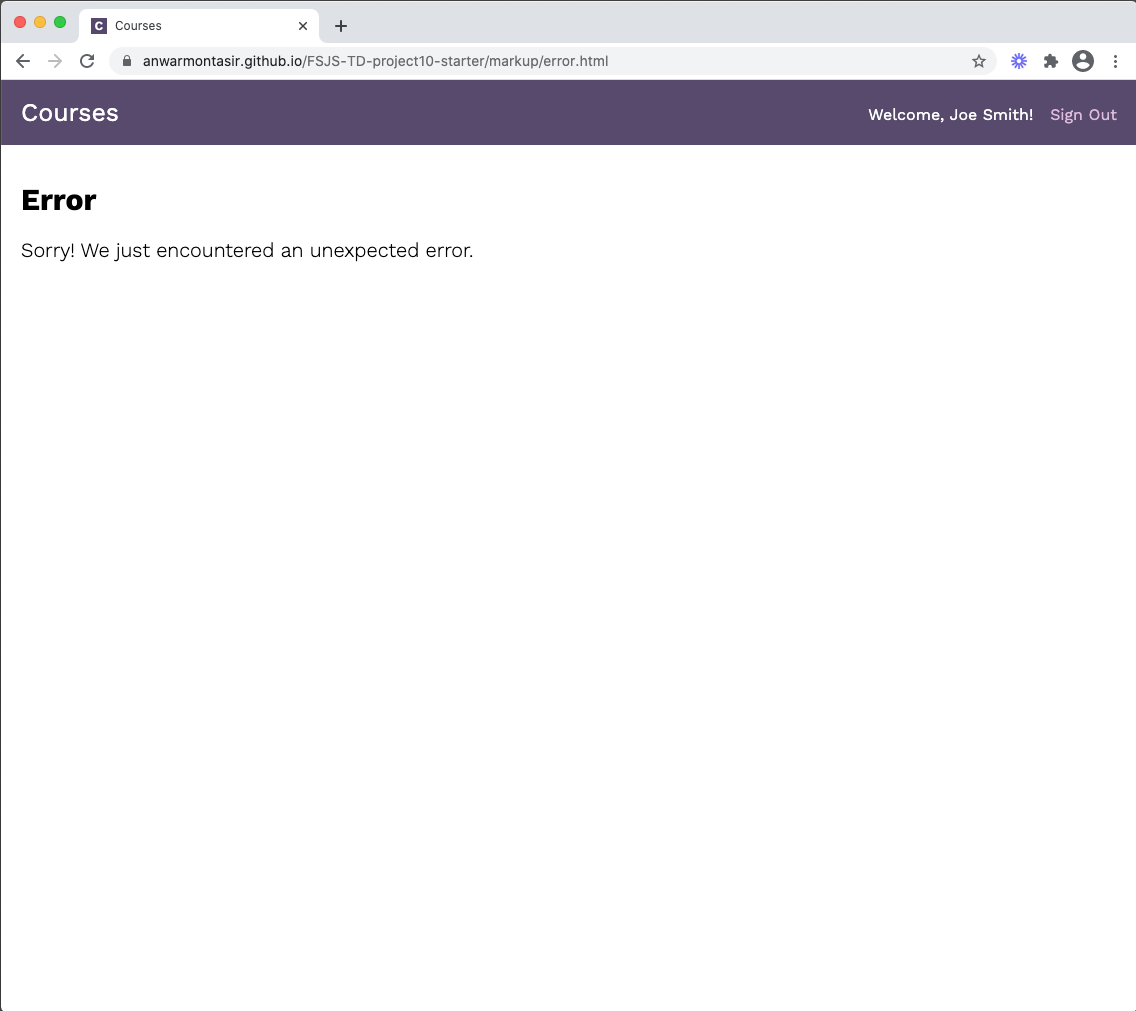 C Courses
anwarmontasir.github.io/FSJS-TD-project10-starter/markup/error.html
Courses
Welcome, Joe Smith! Sign Out
Error
Sorry! We just encountered an unexpected error.